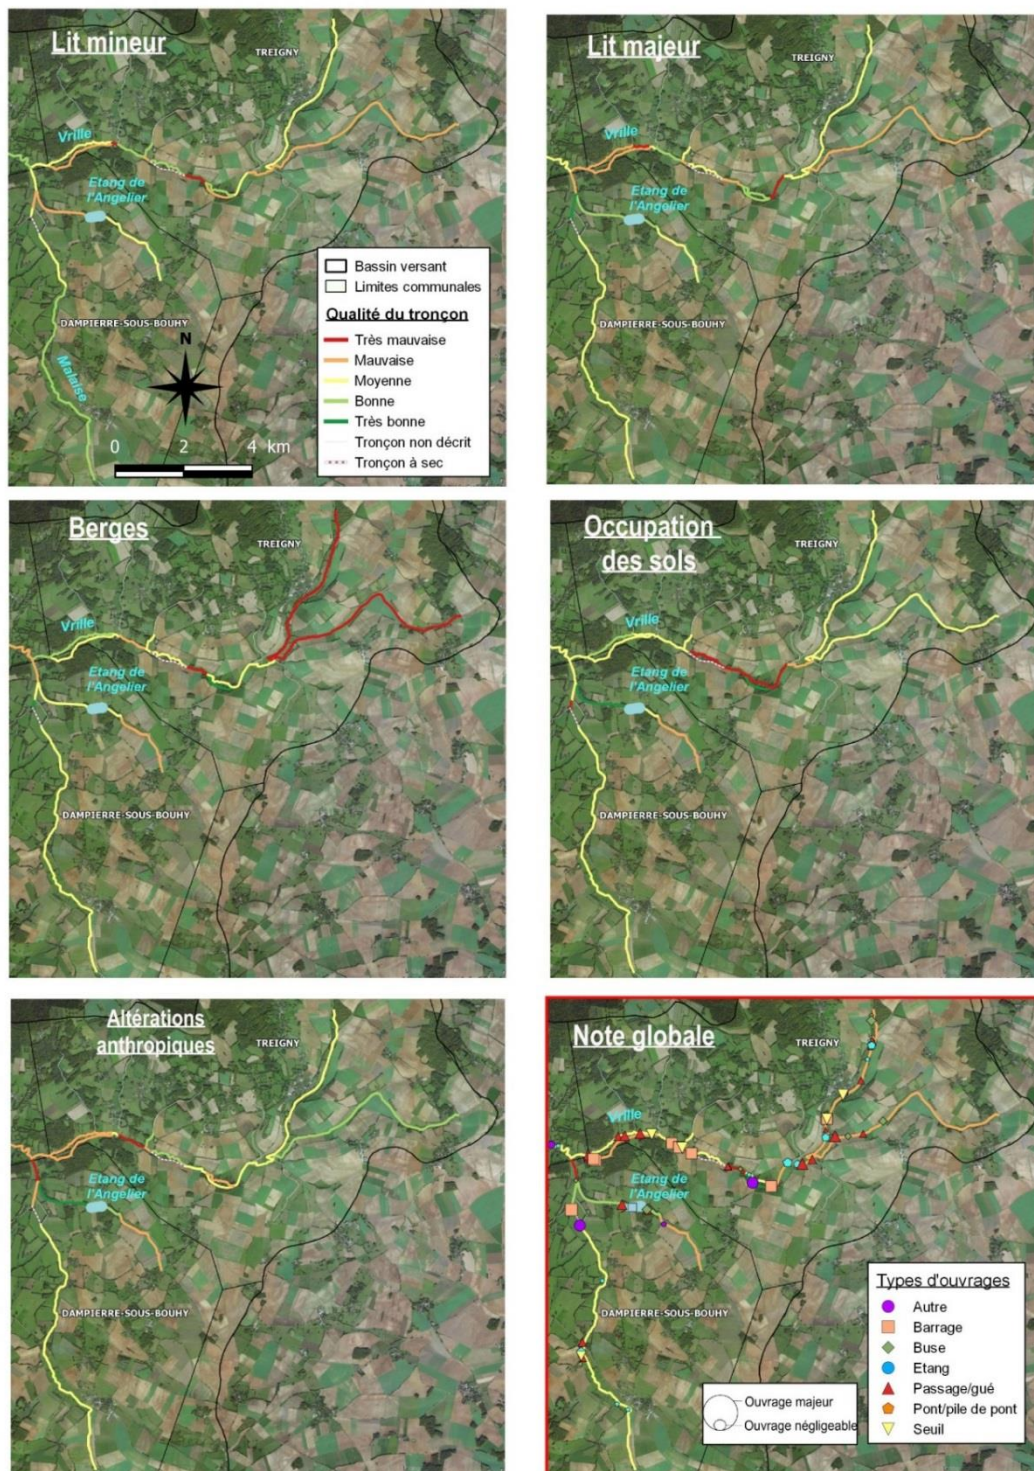 Lit mineur
TREIGNY
Vrille
Etang de
l'Angelier
DAMPIERRE-SOUS-BOUHY
Malaise
N
0 2 4 km
Bassin versant
Limites communales
Qualité du tronçon
Très mauvaise
Mauvaise
Moyenne
Bonne
Très bonne
Tronçon non décrit
Tronçon à sec
Lit majeur
TREIGNY
Vrille
Etang de
l'Angelier
DAMPIERRE-SOUS-BOUHY
Berges
TREIGNY
Vrille
Etang de
l'Angelier
DAMPIERRE-SOUS-BOUHY
Occupation
des sols
TREIGNY
Vrille
Etang de
l'Angelier
DAMPIERRE-SOUS-BOUHY
Altérations
anthropiques
TREIGNY
Etang de
l'Angelier
DAMPIERRE-SOUS-BOUHY
Note globale
TREIGNY
Vrille
Etang de
l'Angelier
DAMPIERRE-SOUS-BOUHY
Ouvrage majeur
Ouvrage négligeable
Types d'ouvrages
Autre
Barrage
Buse
Etang
Passage/gué
Pont/pile de pont
Seuil